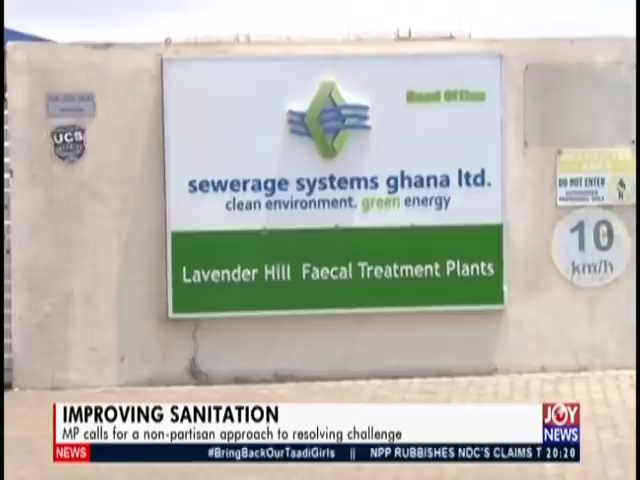 Head Office
UCS
sewerage systems ghana ltd.
clean environment. green energy
DO NOT ENTER
10
km/h
Lavender Hill Faecal Treatment Plants
IMPROVING SANITATION
MP calls for a non-partisan approach to resolving challenge
JOY
NEWS
NEWS
#BringBackOurTaadiGirls || NPP RUBBISHES NDC'S CLAIMS T 20:20